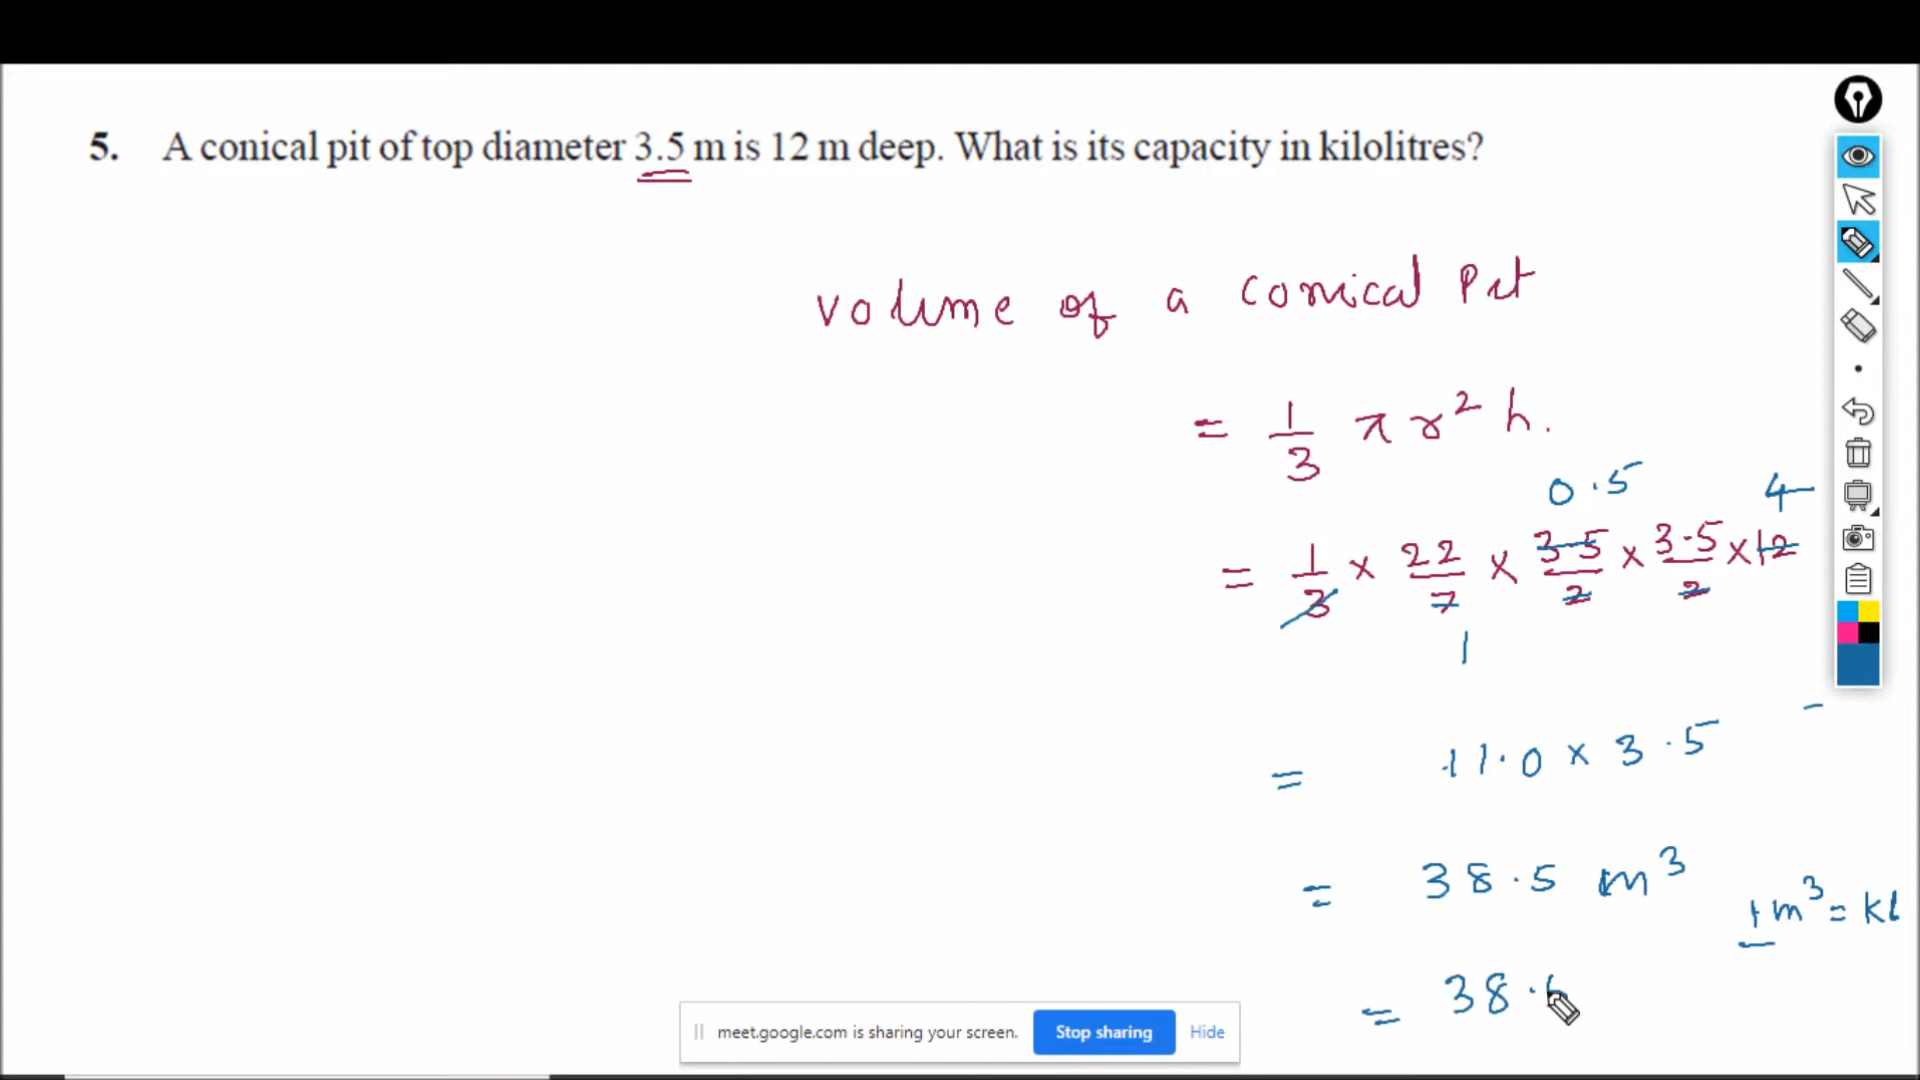 5. A conical pit of top diameter 3.5 m is 12 m deep. What is its capacity in kilolitres?
volume of a conical Pit
= 1/3 π r² h.
0.5 4
= 1/3 × 22/7 × 3.5/2 × 3.5/2 × 12
1
= 11.0 × 3.5
= 38.5 m³
1m³ = kl
= 38.
meet.google.com is sharing your screen. Stop sharing Hide